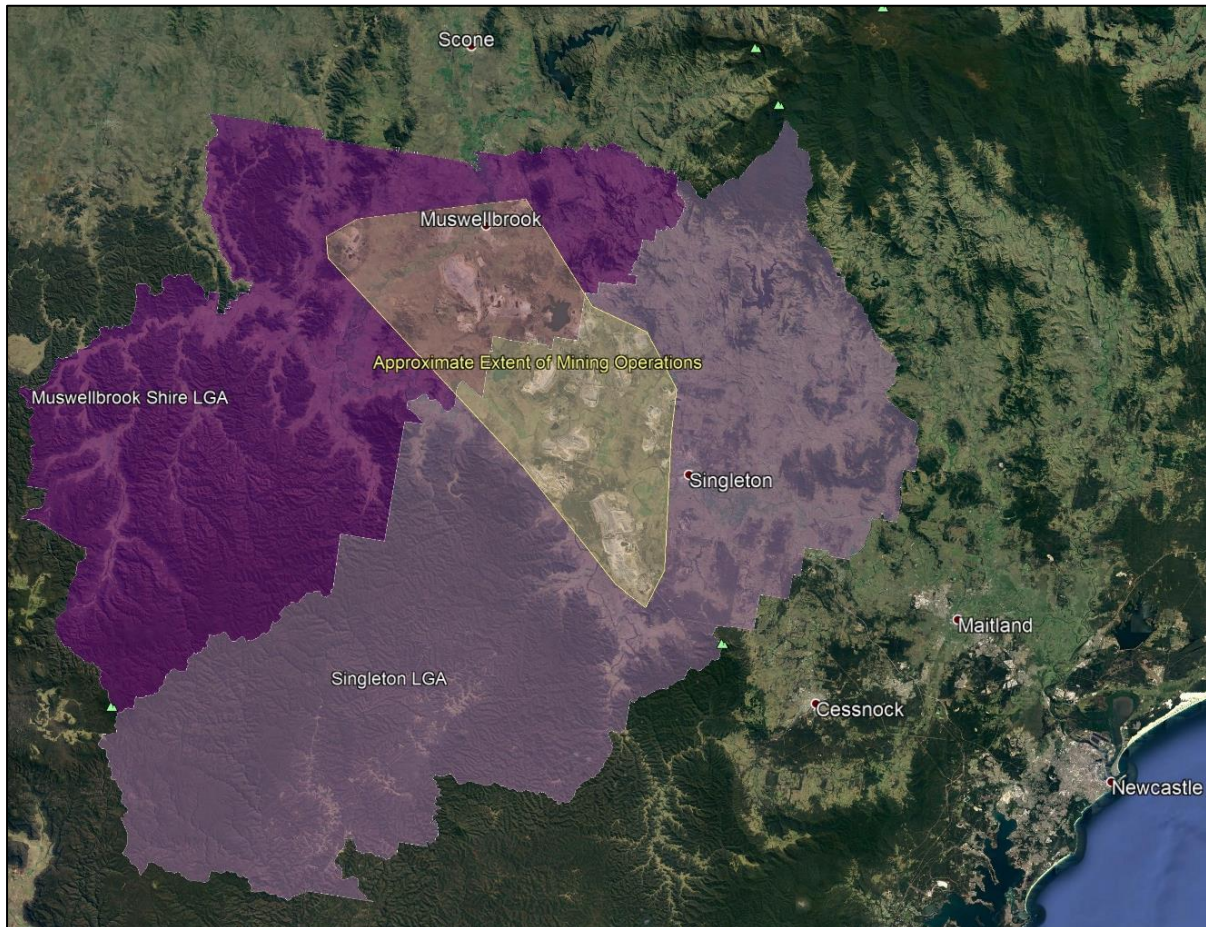 Scone
Muswellbrook
Approximate Extent of Mining Operations
Muswellbrook Shire LGA
Singleton
Maitland
Singleton LGA
Cessnock
Newcastle